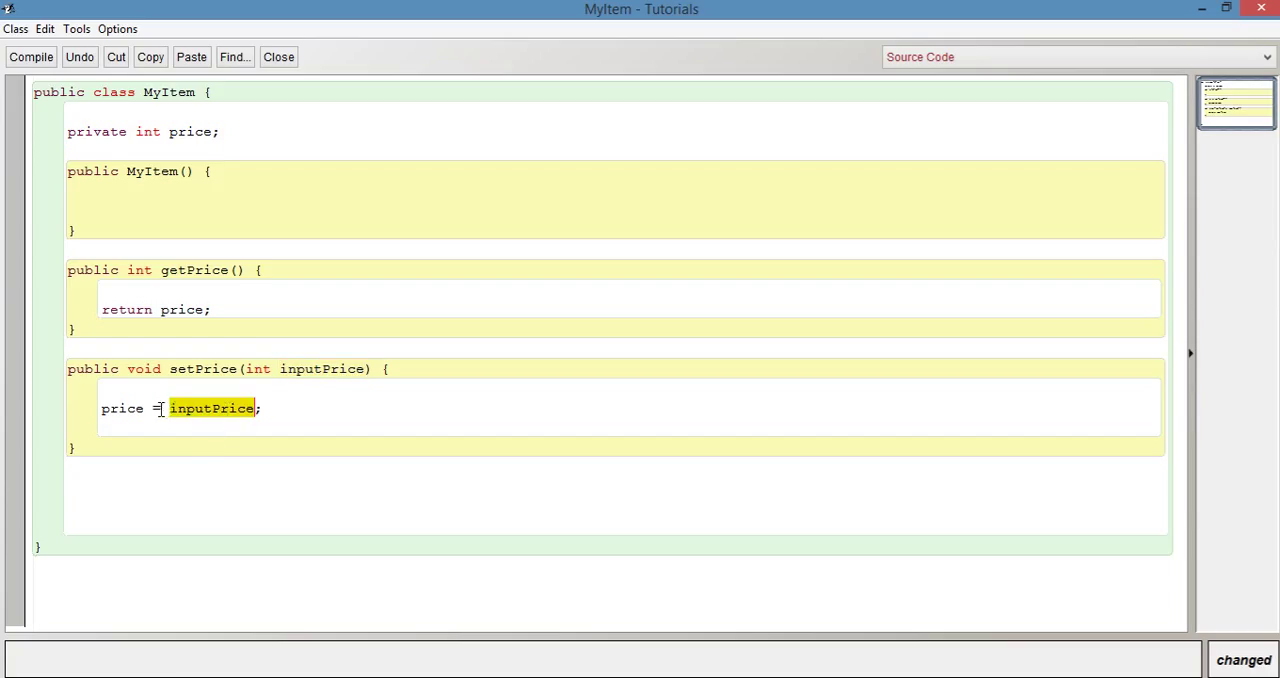 MyItem - Tutorials
Class Edit Tools Options
Compile Undo Cut Copy Paste Find... Close Source Code
public class MyItem {
private int price;
public MyItem() {
}
public int getPrice() {
return price;
}
public void setPrice(int inputPrice) {
price = inputPrice;
}
}
changed